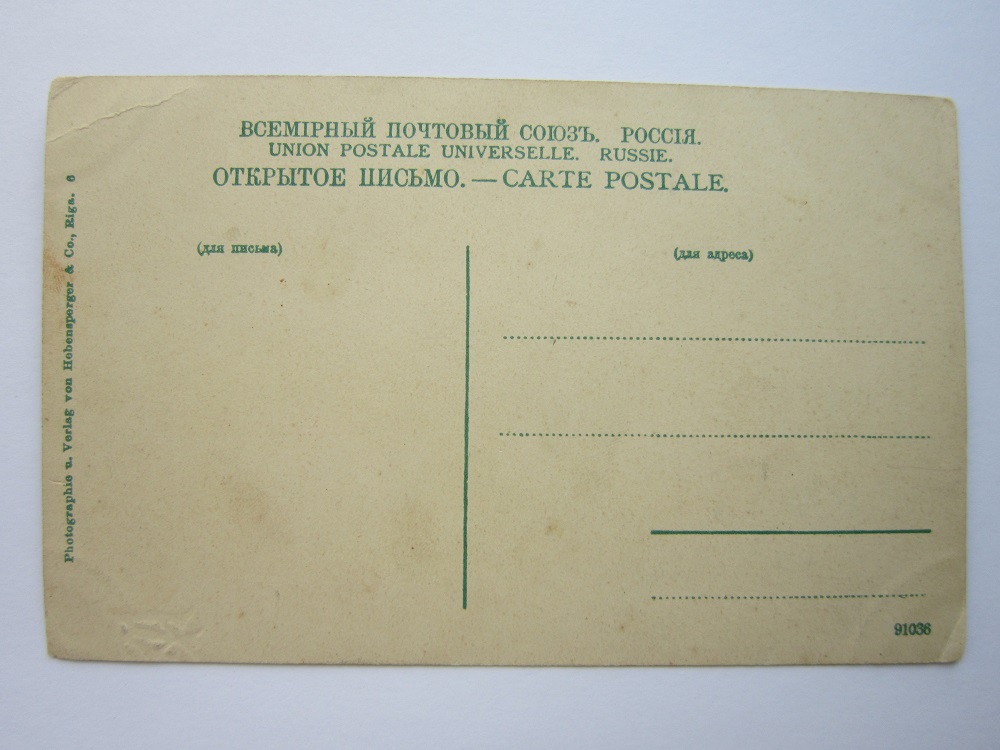 ВСЕМІРНЫЙ ПОЧТОВЫЙ СОЮЗЪ. РОССІЯ.
UNION POSTALE UNIVERSELLE. RUSSIE.
ОТКРЫТОЕ ПИСЬМО. — CARTE POSTALE.
(для письма)
(для адреса)
Photographie u. Verlag von Hebensperger & Co., Riga. 6
91036